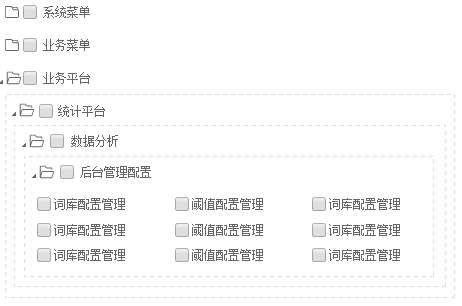 系统菜单
业务菜单
业务平台
统计平台
数据分析
后台管理配置
词库配置管理 阈值配置管理 词库配置管理
词库配置管理 阈值配置管理 词库配置管理
词库配置管理 阈值配置管理 词库配置管理